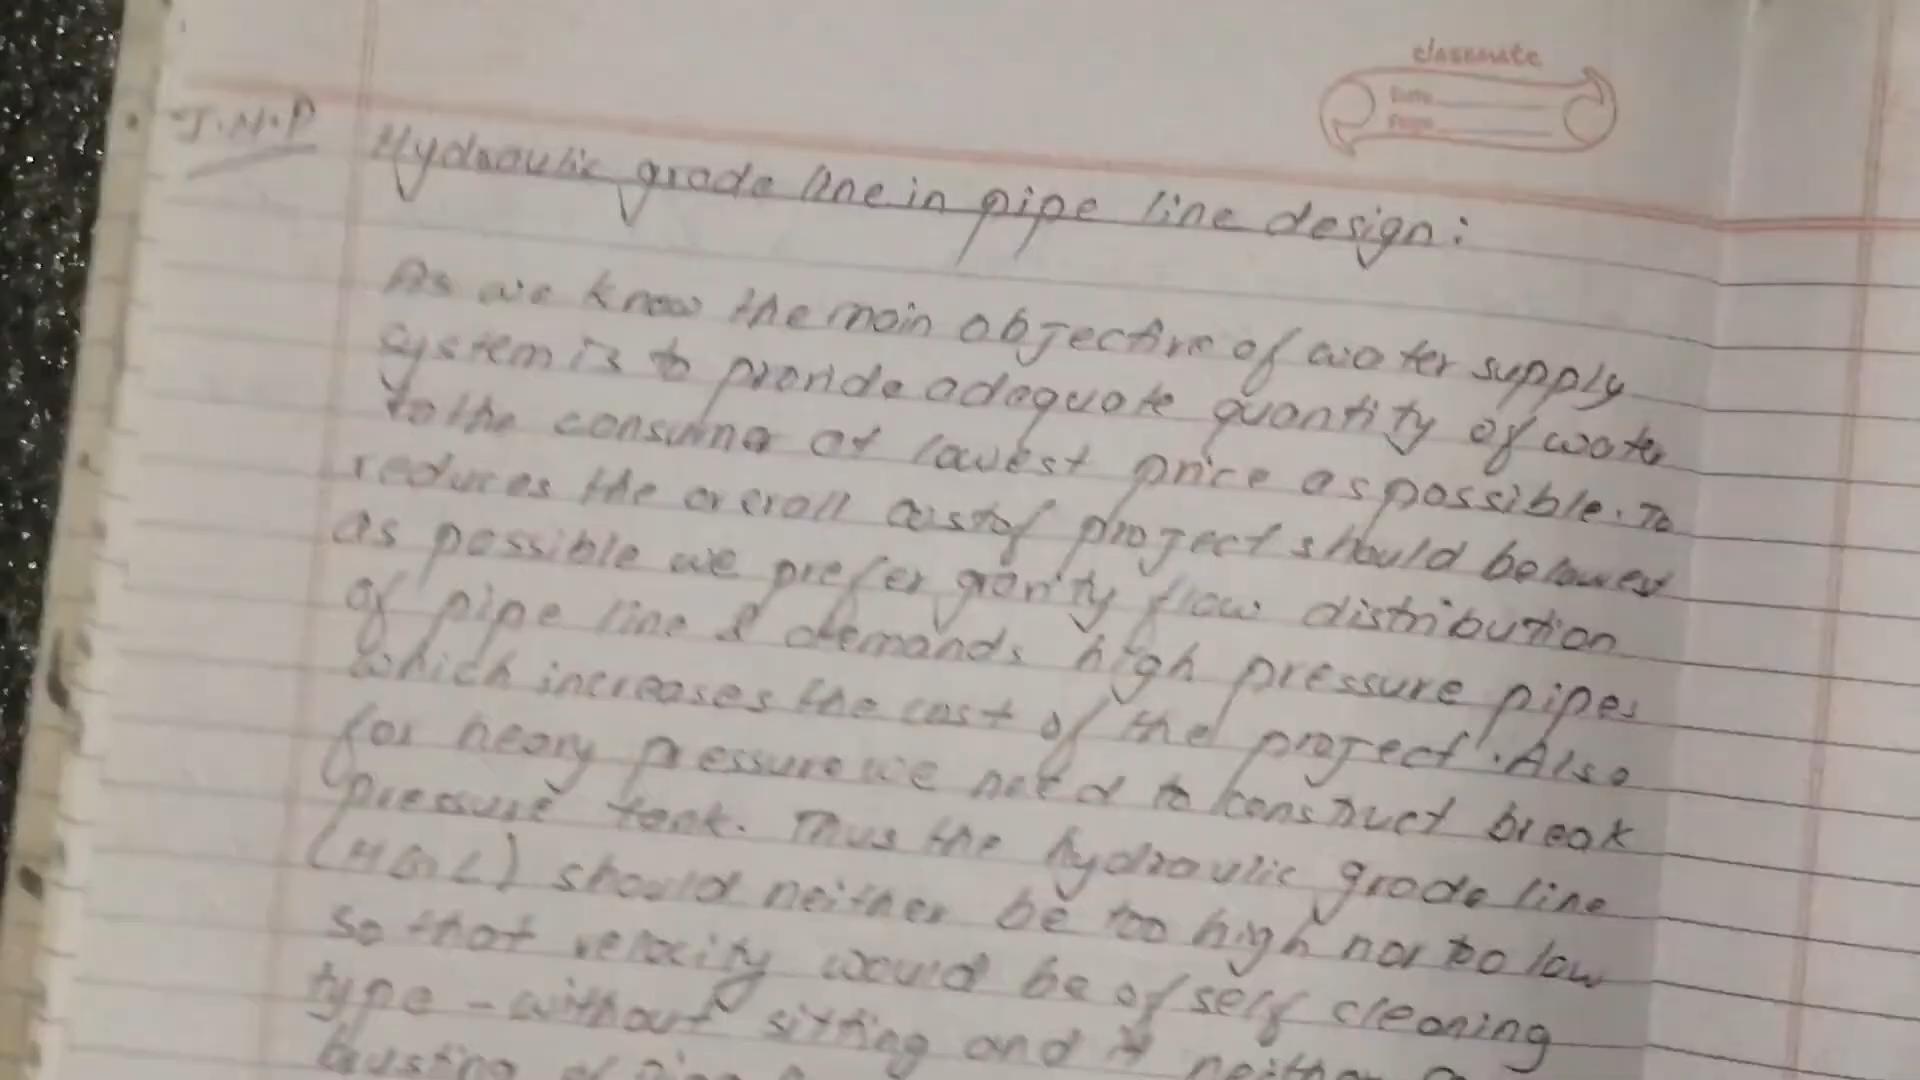 classmate
Date
Page
I.M.P
Hydraulic grade line in pipe line design:
As we know the main objective of water supply
system is to provide adequate quantity of water
to the consumer at lowest price as possible. To
reduces the overall cost of project should be lowest
as possible we prefer gravity flow distribution
of pipe line & demands high pressure pipes
which increases the cost of the project. Also
for heavy pressure we need to construct break
pressure tank. Thus the hydraulic grade line
(HGL) should neither be too high nor too low
so that velocity would be of self cleaning
type - without sitting and it neither
busting of